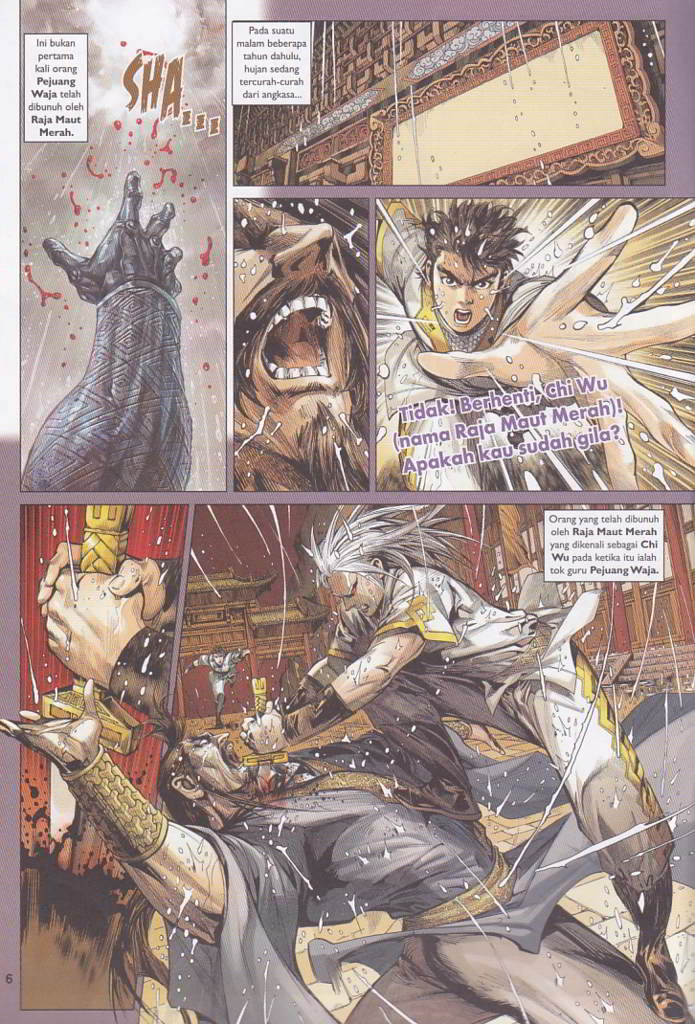 Ini bukan
pertama
kali orang
Pejuang
Waja telah
dibunuh oleh
Raja Maut
Merah.
SHA...
Pada suatu
malam beberapa
tahun dahulu,
hujan sedang
tercurah-curah
dari angkasa...
Tidak! Berhenti, Chi Wu
(nama Raja Maut Merah)!
Apakah kau sudah gila?
Orang yang telah dibunuh
oleh Raja Maut Merah
yang dikenali sebagai Chi
Wu pada ketika itu ialah
tok guru Pejuang Waja.
6